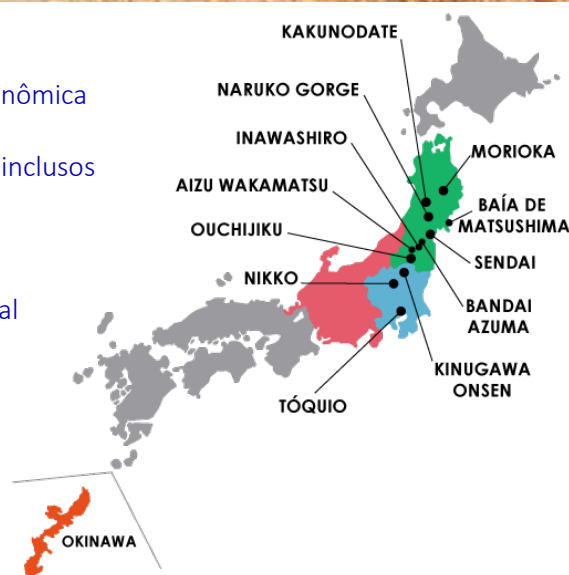 nômica
inclusos
al
KAKUNODATE
NARUKO GORGE
INAWASHIRO
MORIOKA
AIZU WAKAMATSU
BAÍA DE
MATSUSHIMA
OUCHIJIKU
SENDAI
NIKKO
BANDAI
AZUMA
KINUGAWA
ONSEN
TÓQUIO
OKINAWA